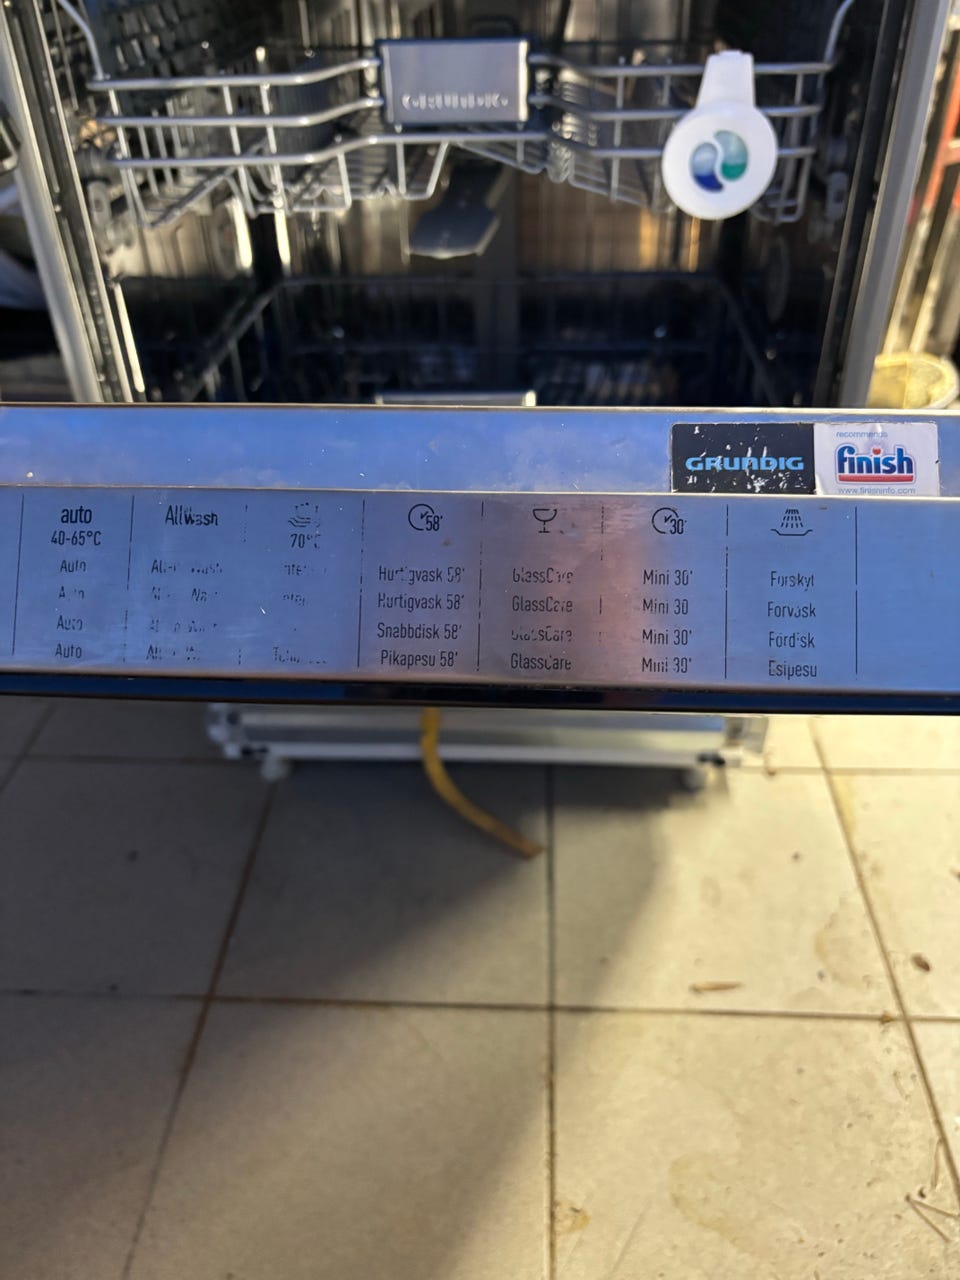 GRUNDIG
GRUNDIG
recommends
finish
www.finishinfo.com
auto AllWash 58' 30'
40-65°C 70°C
Auto Hurtigvask 58' GlassCare Mini 30' Forskyl
Auto Hurtigvask 58' GlassCare Mini 30 Forvask
Auto Snabbdisk 58' GlassCare Mini 30' Fördisk
Auto Pikapesu 58' GlassCare Mini 30' Esipesu